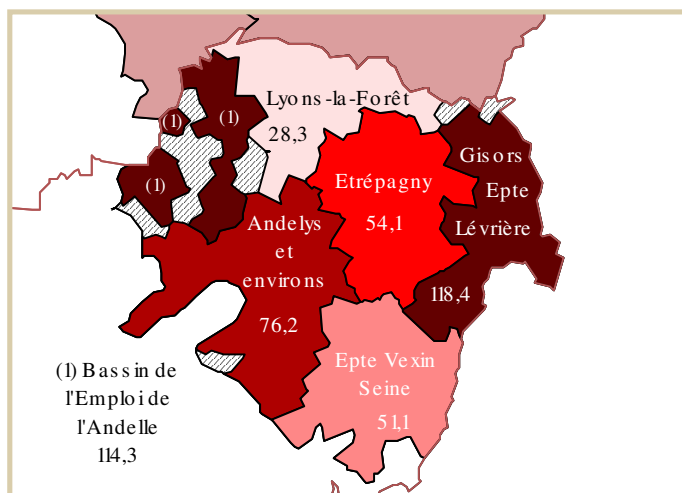 Lyons-la-Forêt
28,3
(1)
(1)
(1)
Gisors
Epte
Lévrière
118,4
Etrépagny
54,1
Andelys
et
environs
76,2
Epte Vexin
Seine
51,1
(1) Bassin de
l'Emploi de
l'Andelle
114,3